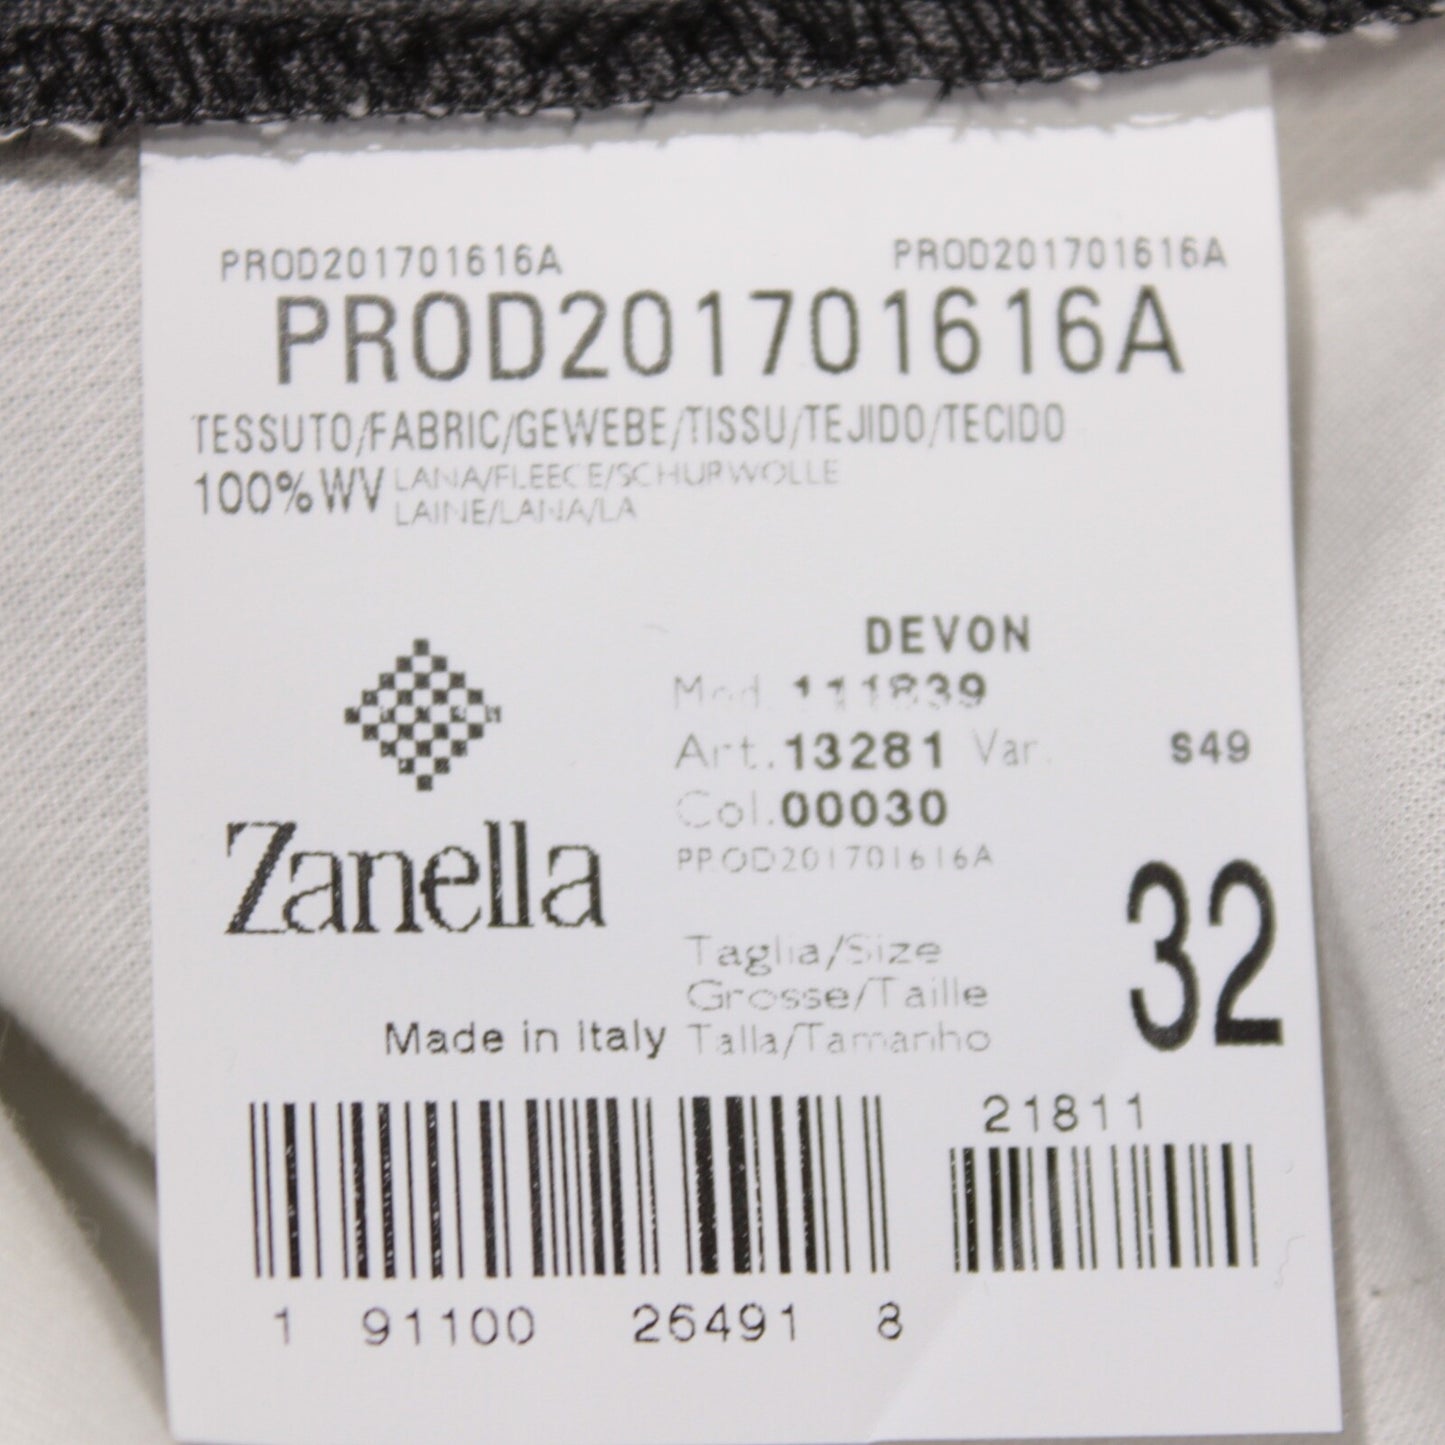 PROD201701616A PROD201701616A
PROD201701616A
TESSUTO/FABRIC/GEWEBE/TISSU/TEJIDO/TECIDO
100% WV LANA/FLEECE/SCHURWOLLE
LAINE/LANA/LA
DEVON
Mod. 111839
Art. 13281 Var. S49
Col. 00030
PROD201701616A
Zanella
32
Taglia/Size
Grosse/Taille
Made in Italy Talla/Tamanho
21811
1 91100 26491 8